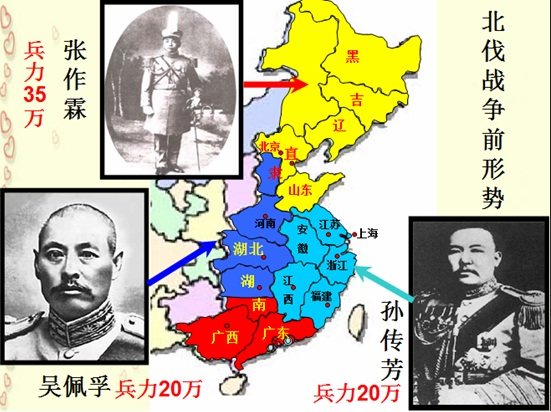 北伐战争前形势
张作霖
兵力35万
黑
吉
辽
北京
直
隶
山东
河南
安徽
江苏
上海
湖北
浙江
湖
江西
南
福建
广西
广东
孙传芳
吴佩孚
兵力20万
兵力20万